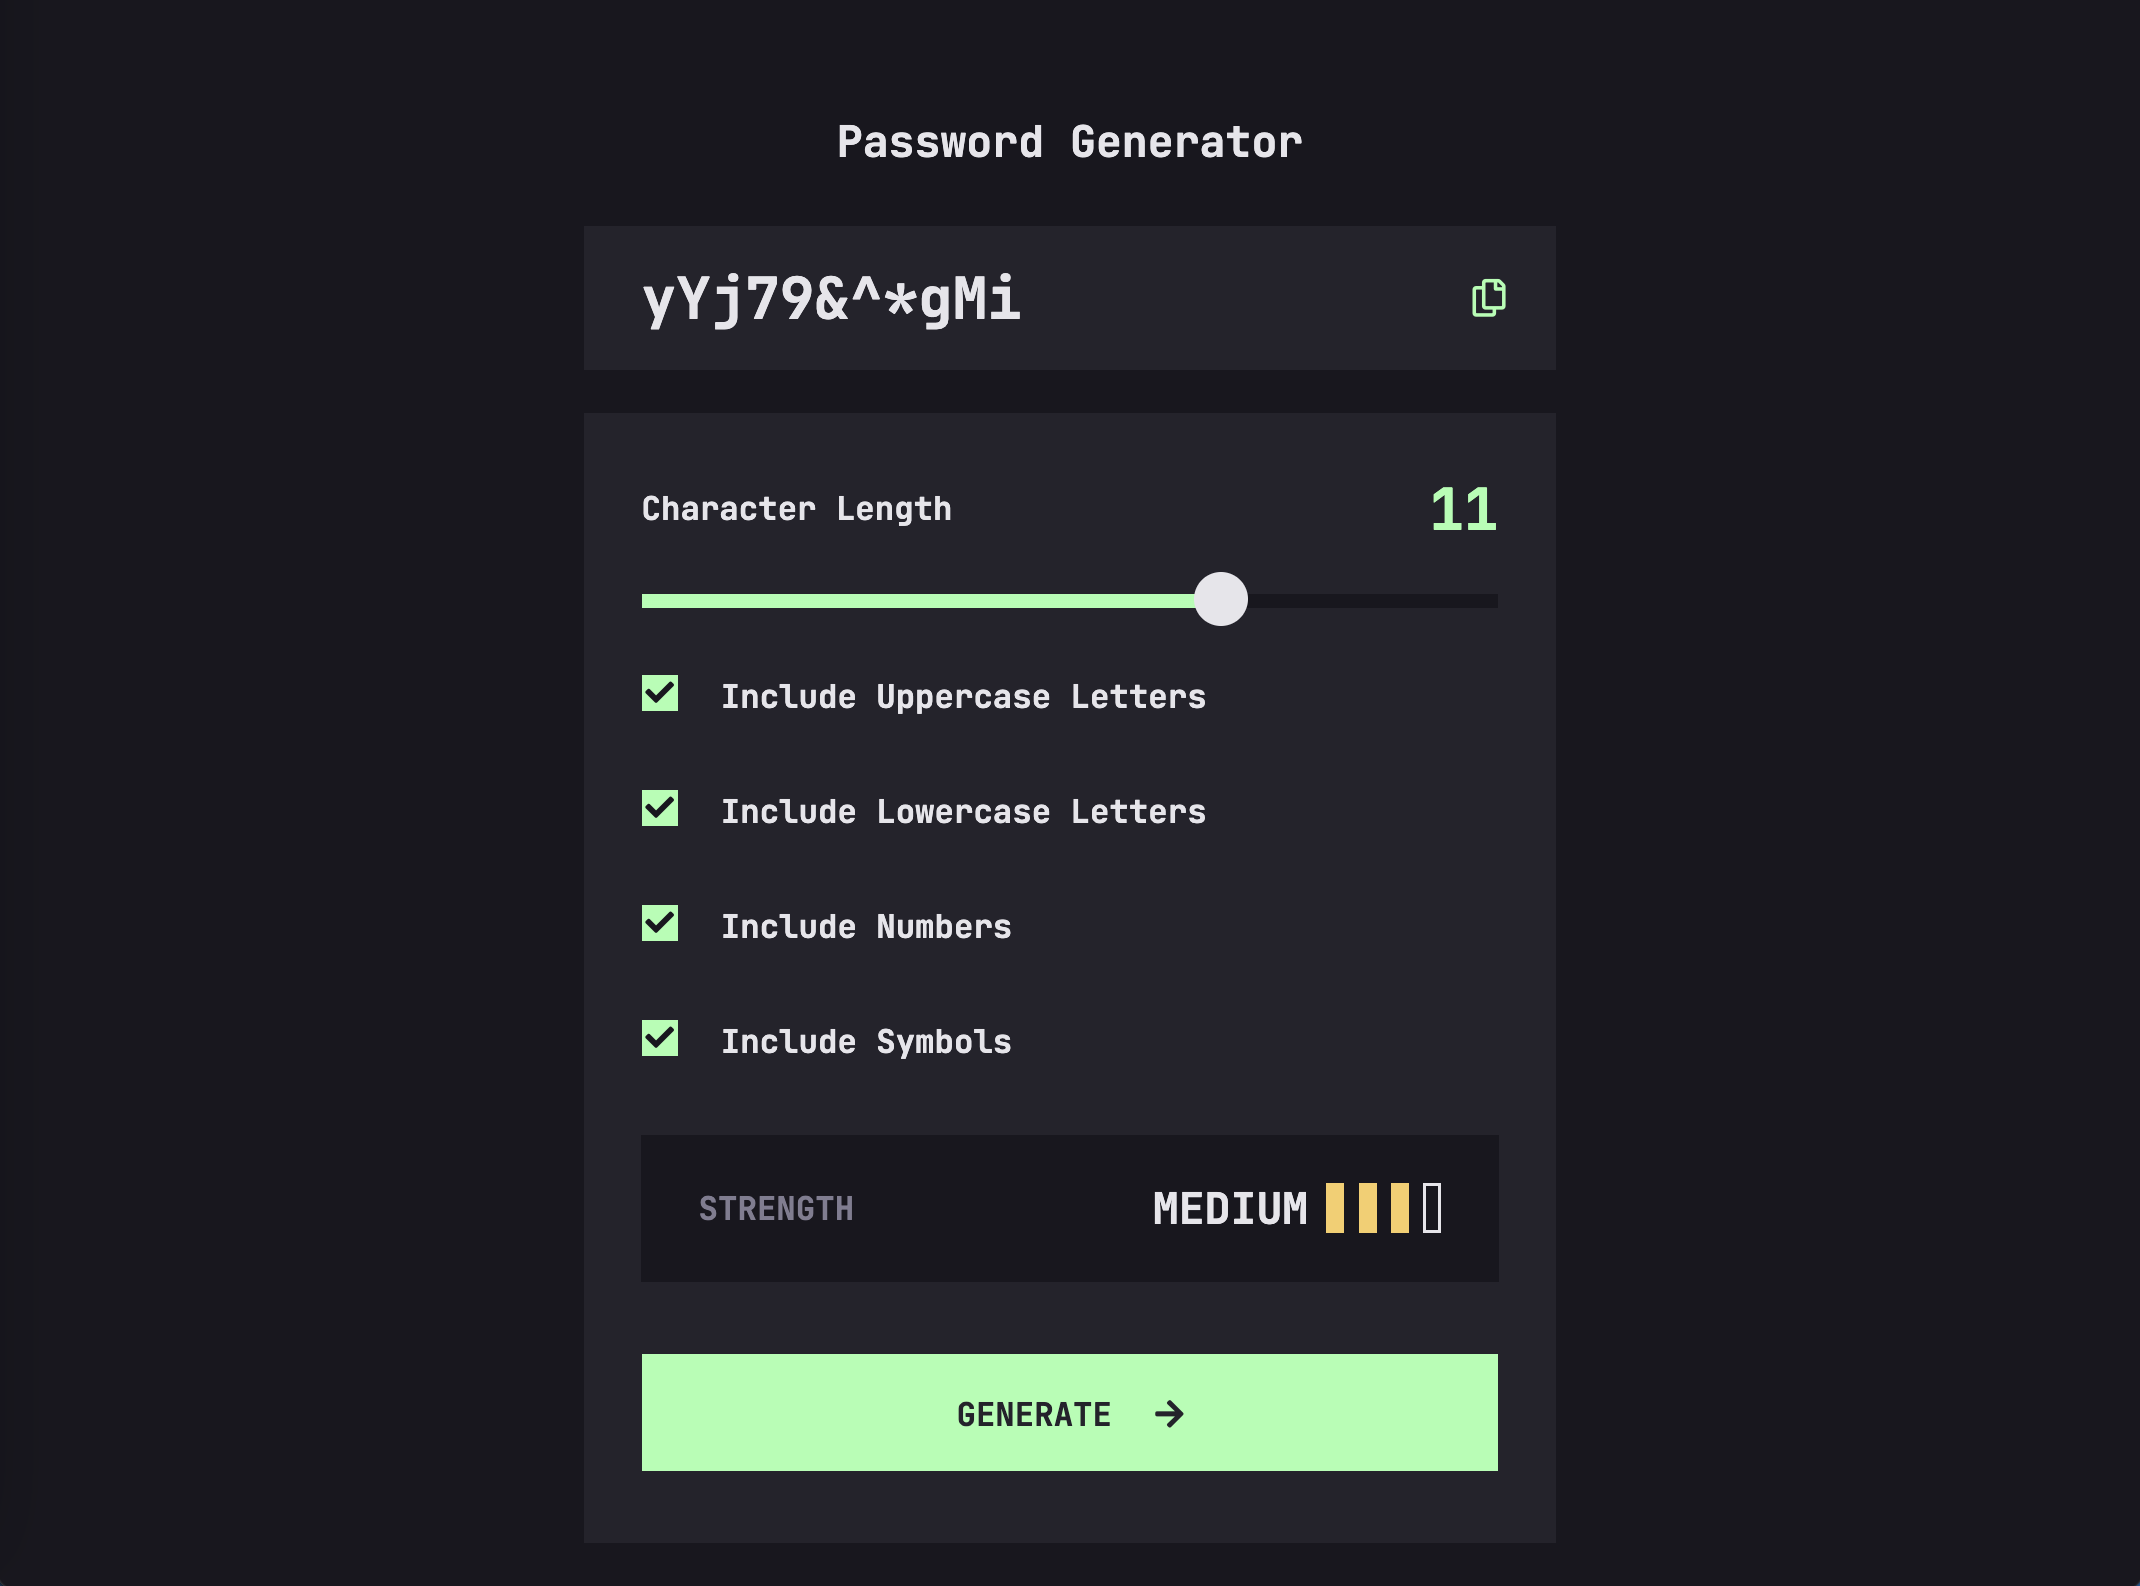 Password Generator
yYj79&^*gMi
Character Length 11
Include Uppercase Letters
Include Lowercase Letters
Include Numbers
Include Symbols
STRENGTH MEDIUM
GENERATE →